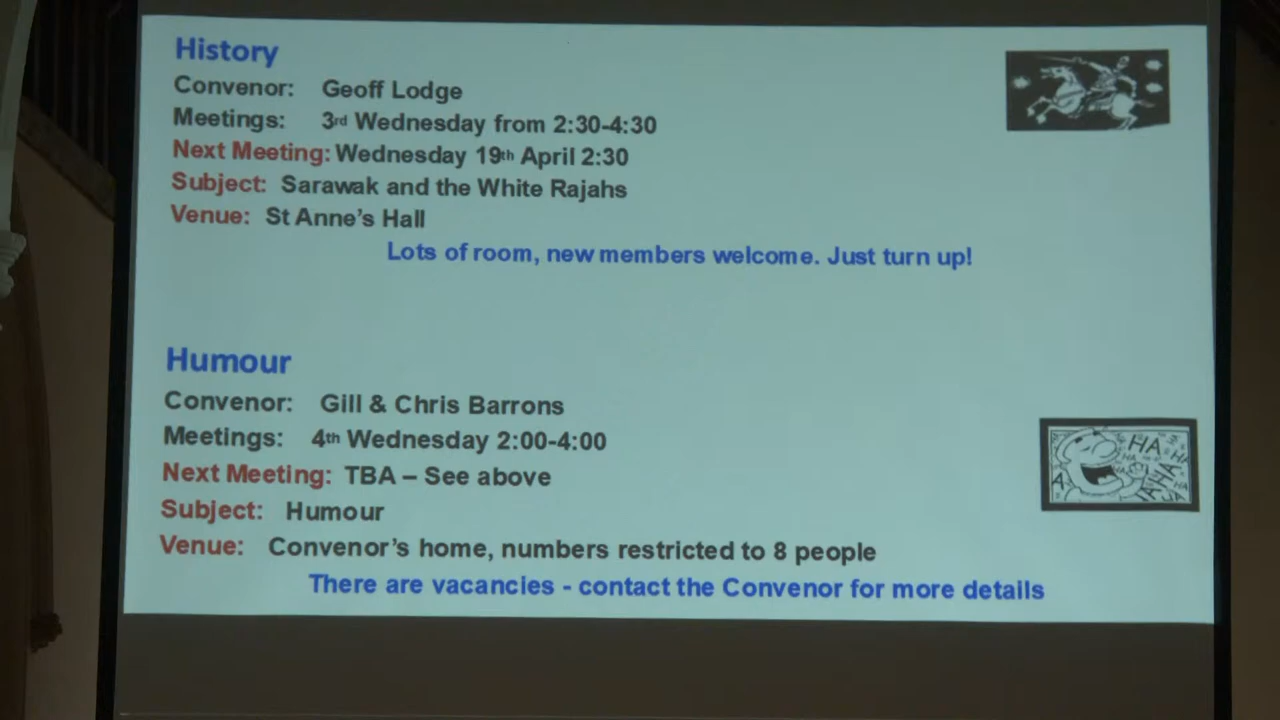 History
Convenor: Geoff Lodge
Meetings: 3rd Wednesday from 2:30-4:30
Next Meeting: Wednesday 19th April 2:30
Subject: Sarawak and the White Rajahs
Venue: St Anne's Hall
Lots of room, new members welcome. Just turn up!
Humour
Convenor: Gill & Chris Barrons
Meetings: 4th Wednesday 2:00-4:00
Next Meeting: TBA – See above
HA
HA
HA
Subject: Humour
Venue: Convenor's home, numbers restricted to 8 people
There are vacancies - contact the Convenor for more details